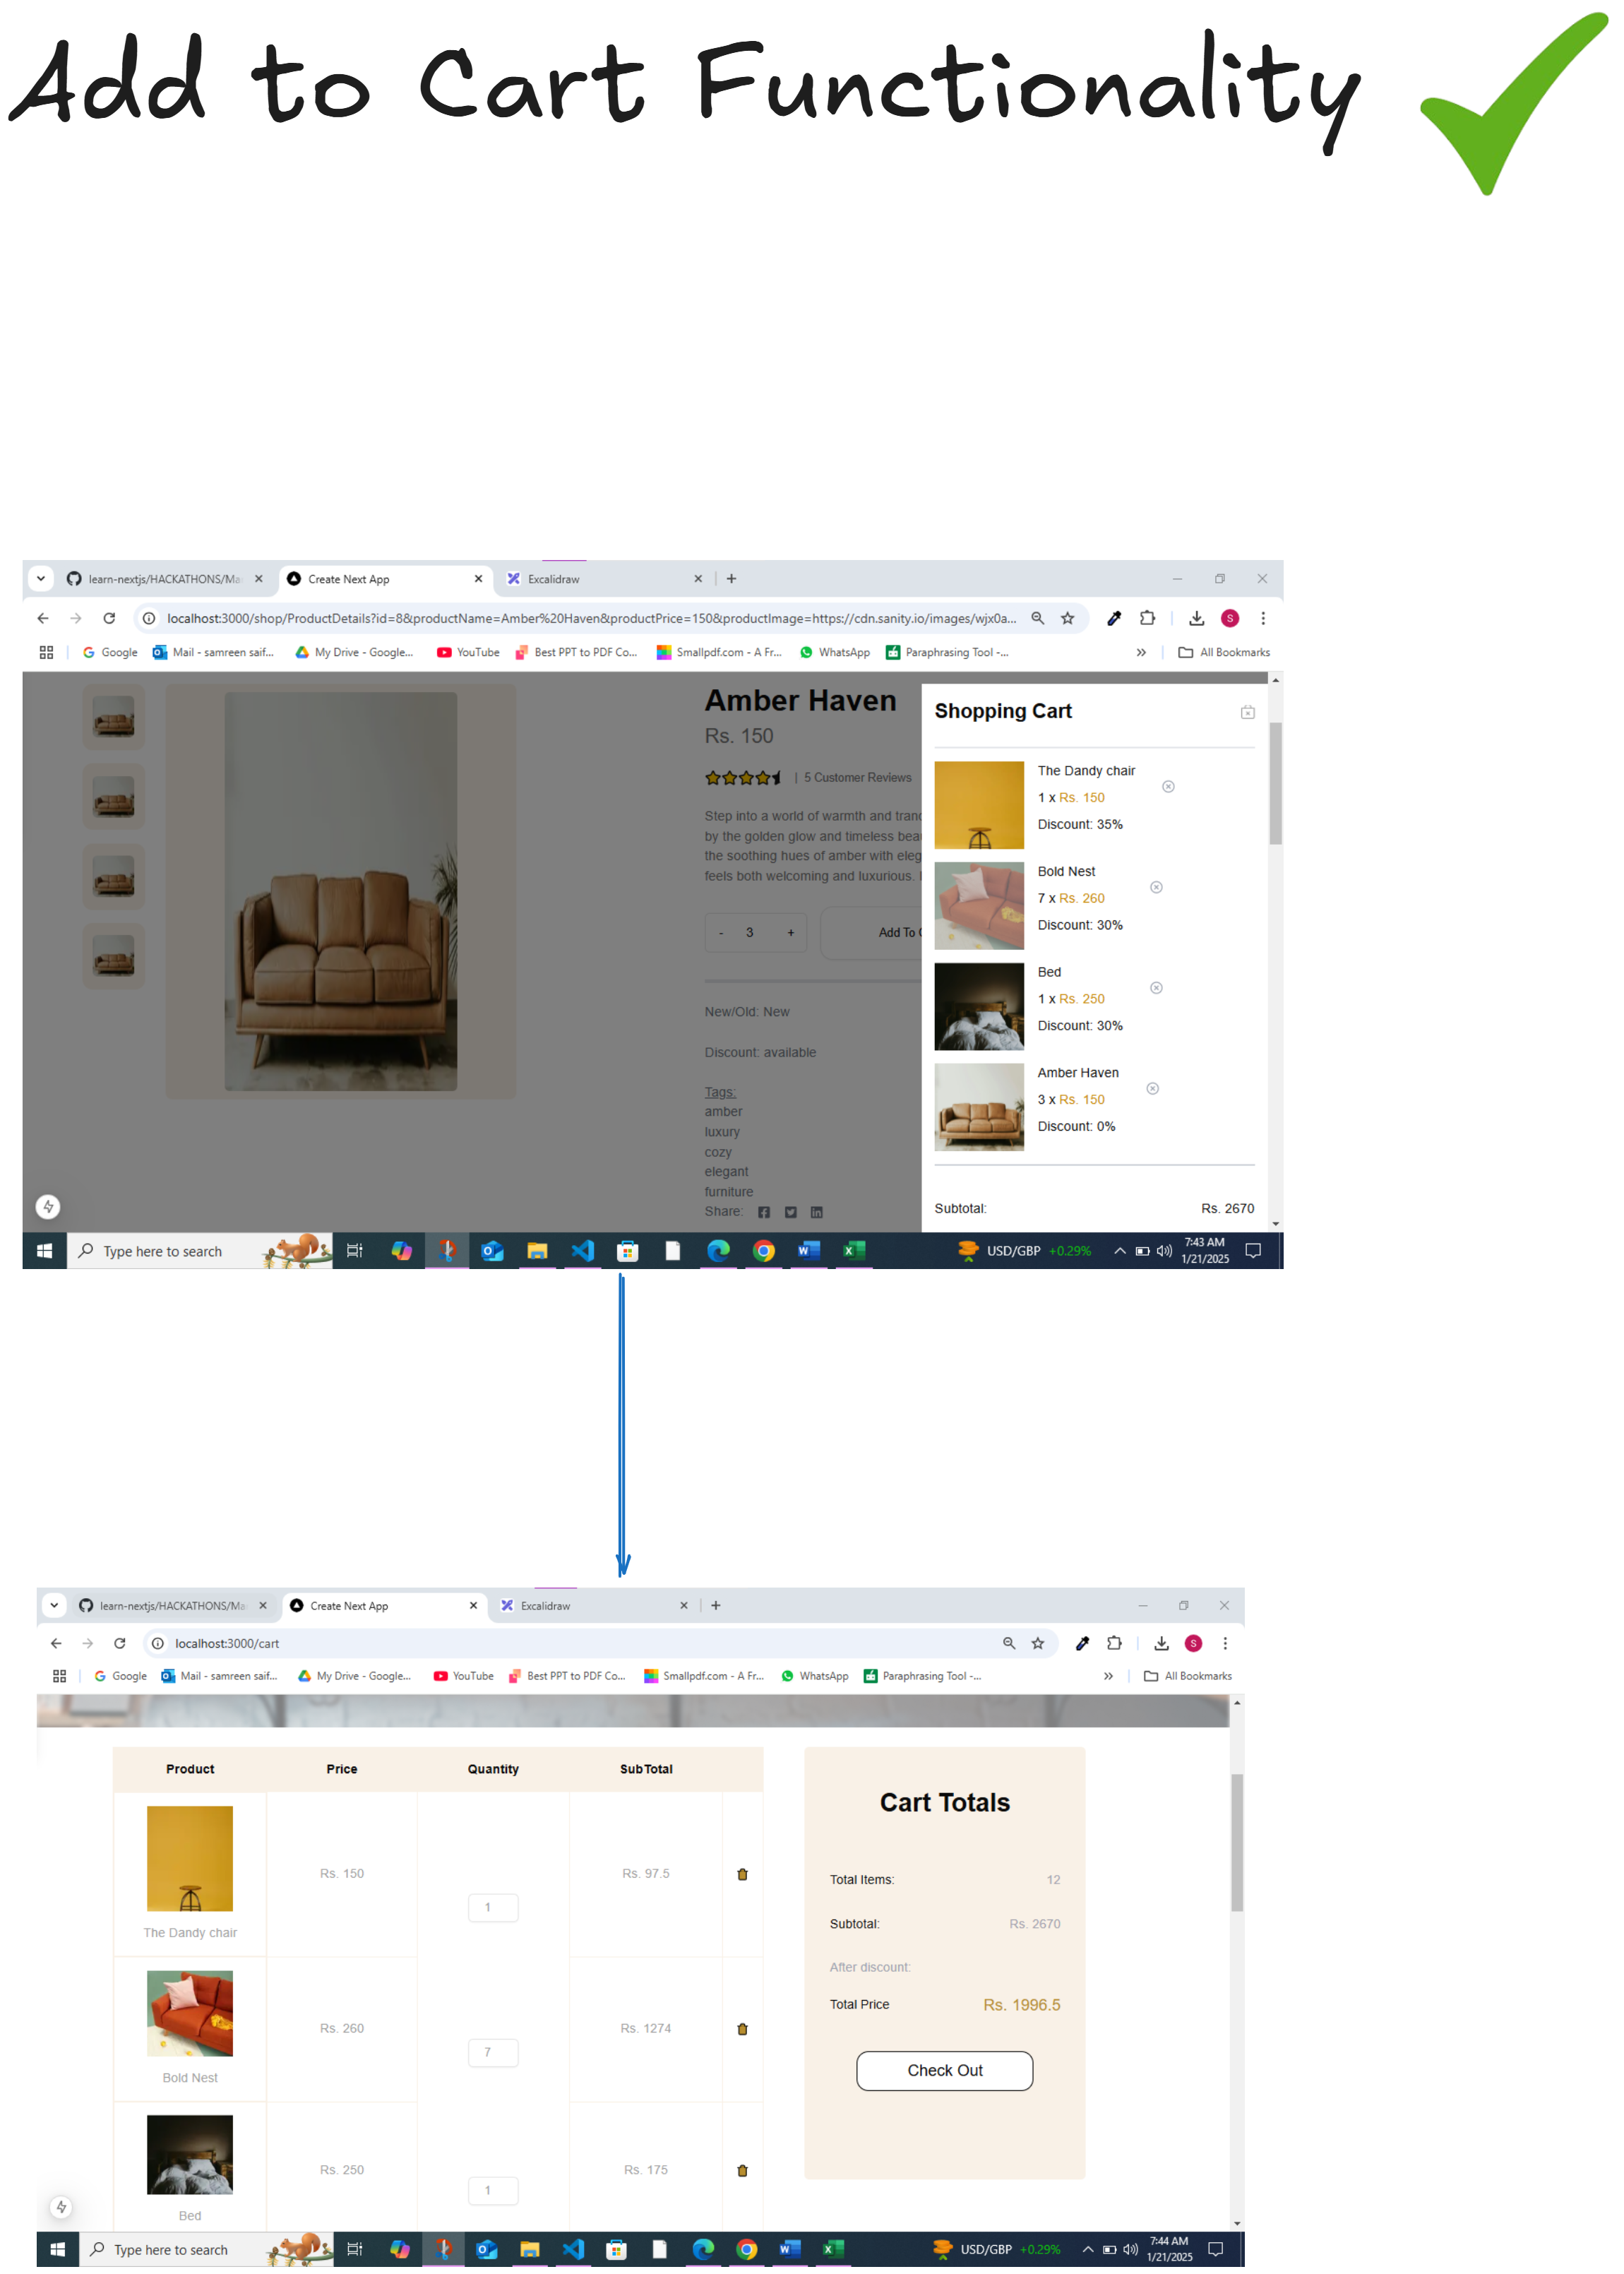 Add to Cart Functionality
learn-nextjs/HACKATHONS/Ma
Create Next App
Excalidraw
localhost:3000/shop/ProductDetails?id=8&productName=Amber%20Haven&productPrice=150&productImage=https://cdn.sanity.io/images/wjx0a...
Google
Mail - samreen saif...
My Drive - Google...
YouTube
Best PPT to PDF Co...
Smallpdf.com - A Fr...
WhatsApp
Paraphrasing Tool -...
All Bookmarks
Amber Haven
Rs. 150
| 5 Customer Reviews
Step into a world of warmth and tranq
by the golden glow and timeless bea
the soothing hues of amber with eleg
feels both welcoming and luxurious.
- 3 +
Add To
New/Old: New
Discount: available
Tags:
amber
luxury
cozy
elegant
furniture
Share:
Shopping Cart
The Dandy chair
1 x Rs. 150
Discount: 35%
Bold Nest
7 x Rs. 260
Discount: 30%
Bed
1 x Rs. 250
Discount: 30%
Amber Haven
3 x Rs. 150
Discount: 0%
Subtotal: Rs. 2670
Type here to search
USD/GBP +0.29%
7:43 AM
1/21/2025
learn-nextjs/HACKATHONS/Ma
Create Next App
Excalidraw
localhost:3000/cart
Google
Mail - samreen saif...
My Drive - Google...
YouTube
Best PPT to PDF Co...
Smallpdf.com - A Fr...
WhatsApp
Paraphrasing Tool -...
All Bookmarks
Product Price Quantity SubTotal
Rs. 150 1 Rs. 97.5
The Dandy chair
Rs. 260 7 Rs. 1274
Bold Nest
Rs. 250 1 Rs. 175
Bed
Cart Totals
Total Items: 12
Subtotal: Rs. 2670
After discount:
Total Price Rs. 1996.5
Check Out
Type here to search
USD/GBP +0.29%
7:44 AM
1/21/2025